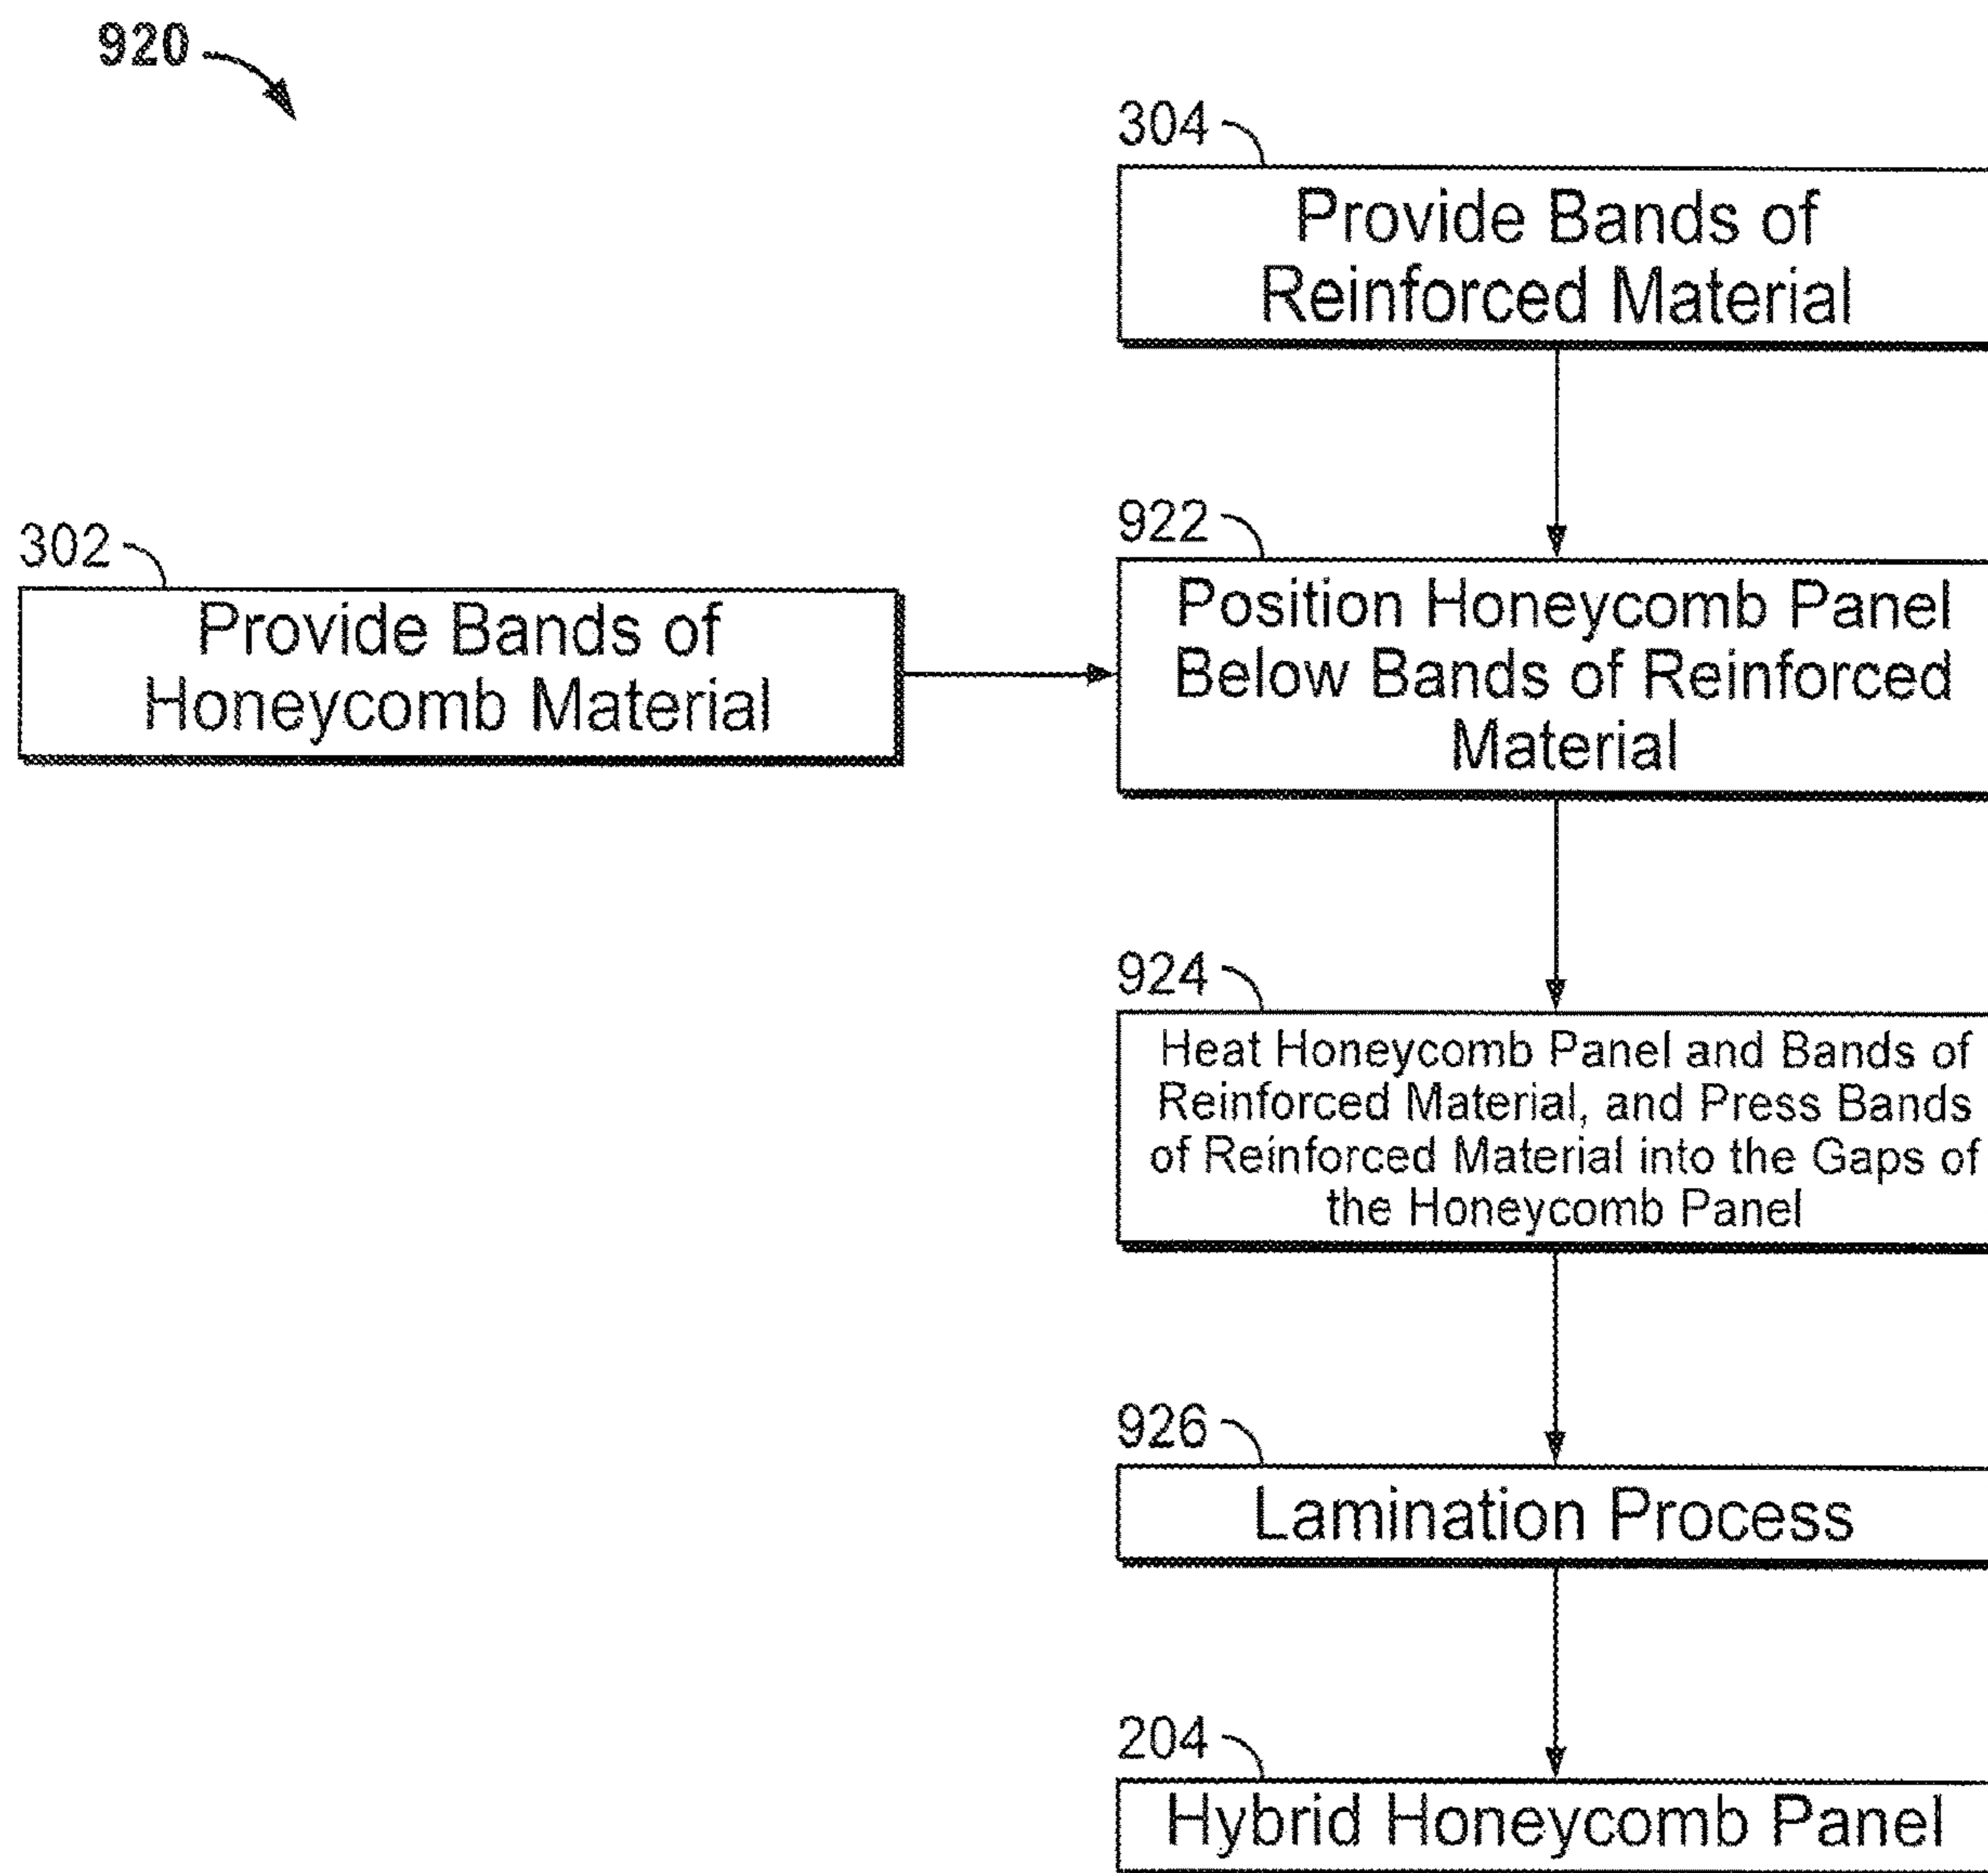 920
304
Provide Bands of
Reinforced Material
302
Provide Bands of
Honeycomb Material
922
Position Honeycomb Panel
Below Bands of Reinforced
Material
924
Heat Honeycomb Panel and Bands of
Reinforced Material, and Press Bands
of Reinforced Material into the Gaps of
the Honeycomb Panel
926
Lamination Process
204
Hybrid Honeycomb Panel